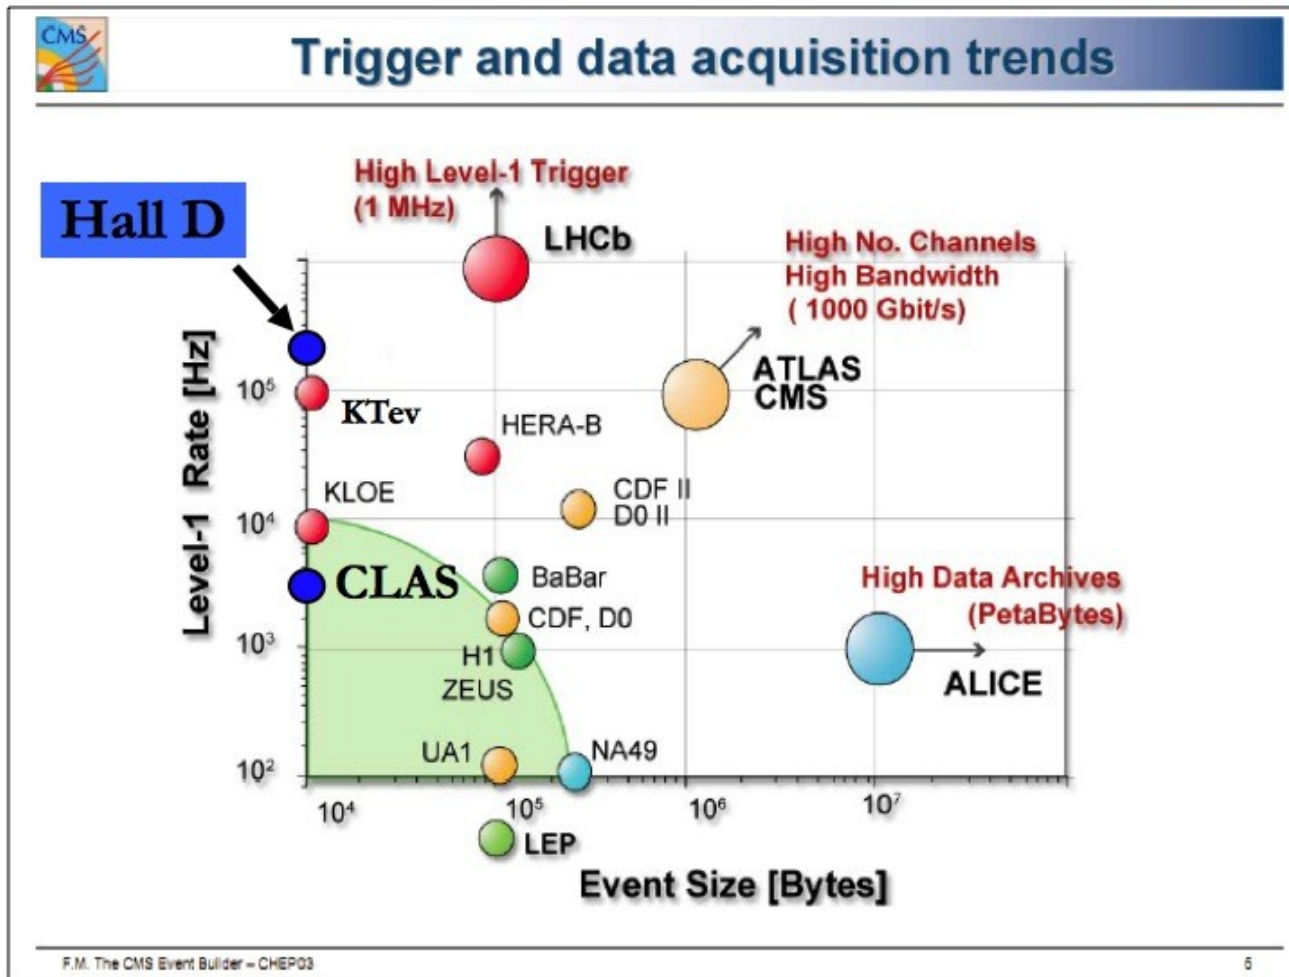 CMS
Trigger and data acquisition trends
Hall D
High Level-1 Trigger
(1 MHz)
LHCb
High No. Channels
High Bandwidth
( 1000 Gbit/s)
Level-1 Rate [Hz]
10⁵
KTev
ATLAS
CMS
HERA-B
KLOE
CDF II
D0 II
10⁴
CLAS
BaBar
High Data Archives
(PetaBytes)
CDF, D0
10³
H1
ZEUS
ALICE
UA1
NA49
10²
10⁴
10⁵
10⁶
10⁷
LEP
Event Size [Bytes]
F.M. The CMS Event Builder – CHEP03
5